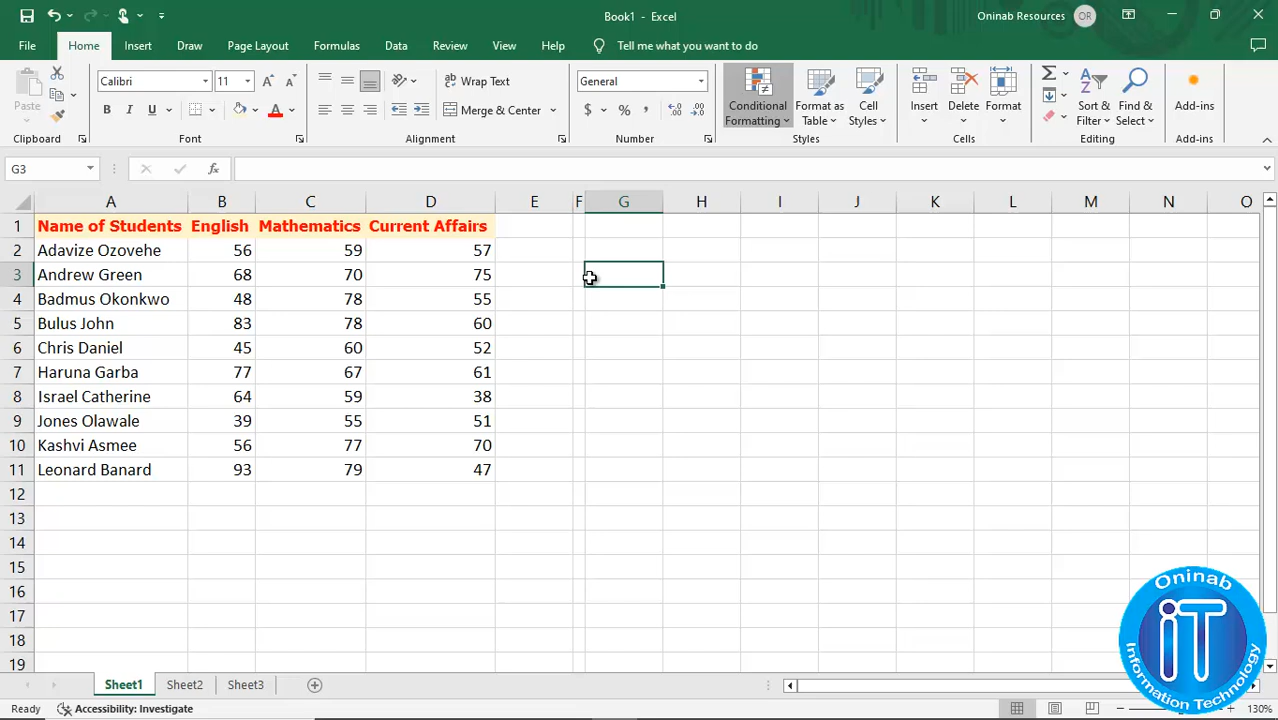 Book1 - Excel
Oninab Resources
OR
File
Home
Insert
Draw
Page Layout
Formulas
Data
Review
View
Help
Tell me what you want to do
Paste
Calibri
11
B I U
Wrap Text
Merge & Center
General
$ % ,
Conditional Formatting
Format as Table
Cell Styles
Insert
Delete
Format
Sort & Filter
Find & Select
Add-ins
Clipboard
Font
Alignment
Number
Styles
Cells
Editing
Add-ins
G3
fx
A B C D E F G H I J K L M N O
1 Name of Students English Mathematics Current Affairs
2 Adavize Ozovehe 56 59 57
3 Andrew Green 68 70 75
4 Badmus Okonkwo 48 78 55
5 Bulus John 83 78 60
6 Chris Daniel 45 60 52
7 Haruna Garba 77 67 61
8 Israel Catherine 64 59 38
9 Jones Olawale 39 55 51
10 Kashvi Asmee 56 77 70
11 Leonard Banard 93 79 47
12
13
14
15
16
17
18
19
Oninab
iT
Information Technology
Sheet1
Sheet2
Sheet3
Ready
Accessibility: Investigate
130%